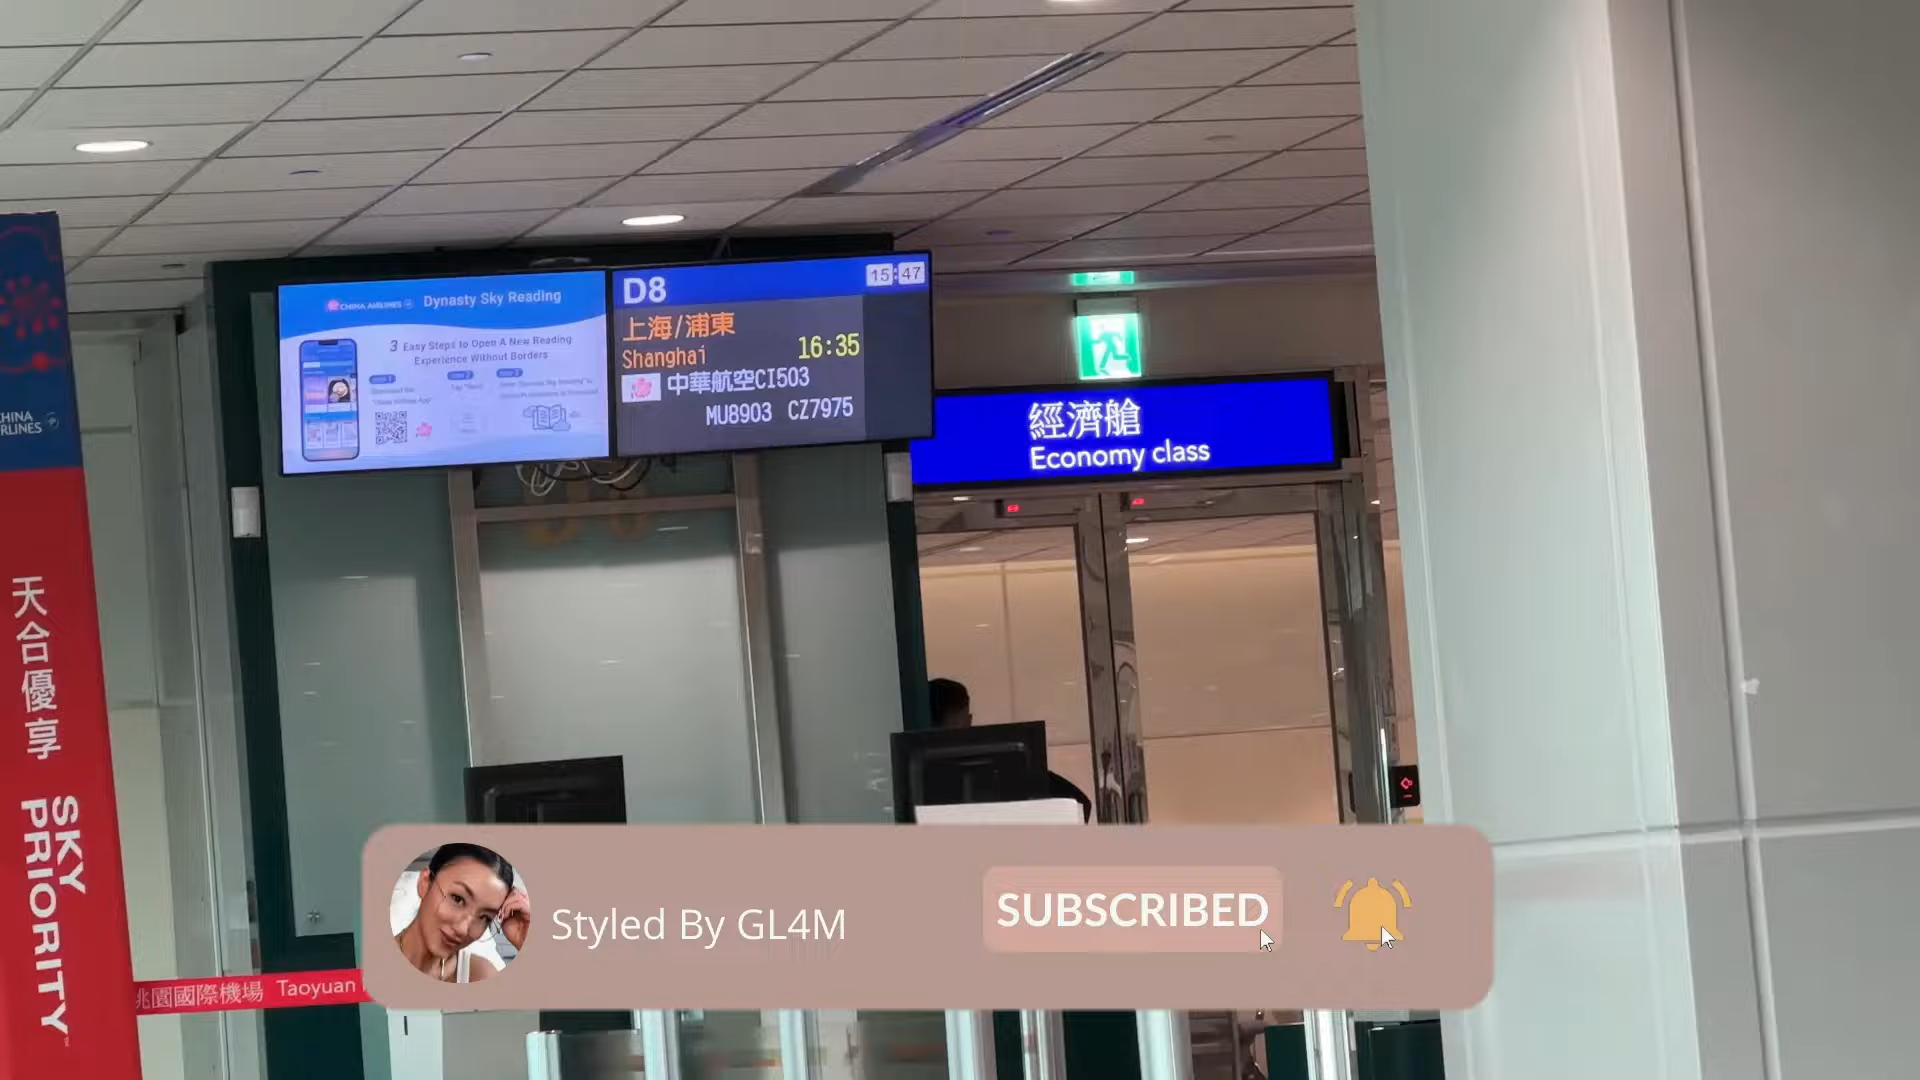 CHINA AIRLINES Dynasty Sky Reading
3 Easy Steps to Open A New Reading
Experience Without Borders
D8
15:47
上海/浦東
Shanghai
16:35
中華航空CI503
MU8903 CZ7975
經濟艙
Economy class
HINA
RLINES
天合優享
SKY
PRIORITY
桃園國際機場 Taoyuan
Styled By GL4M
SUBSCRIBED